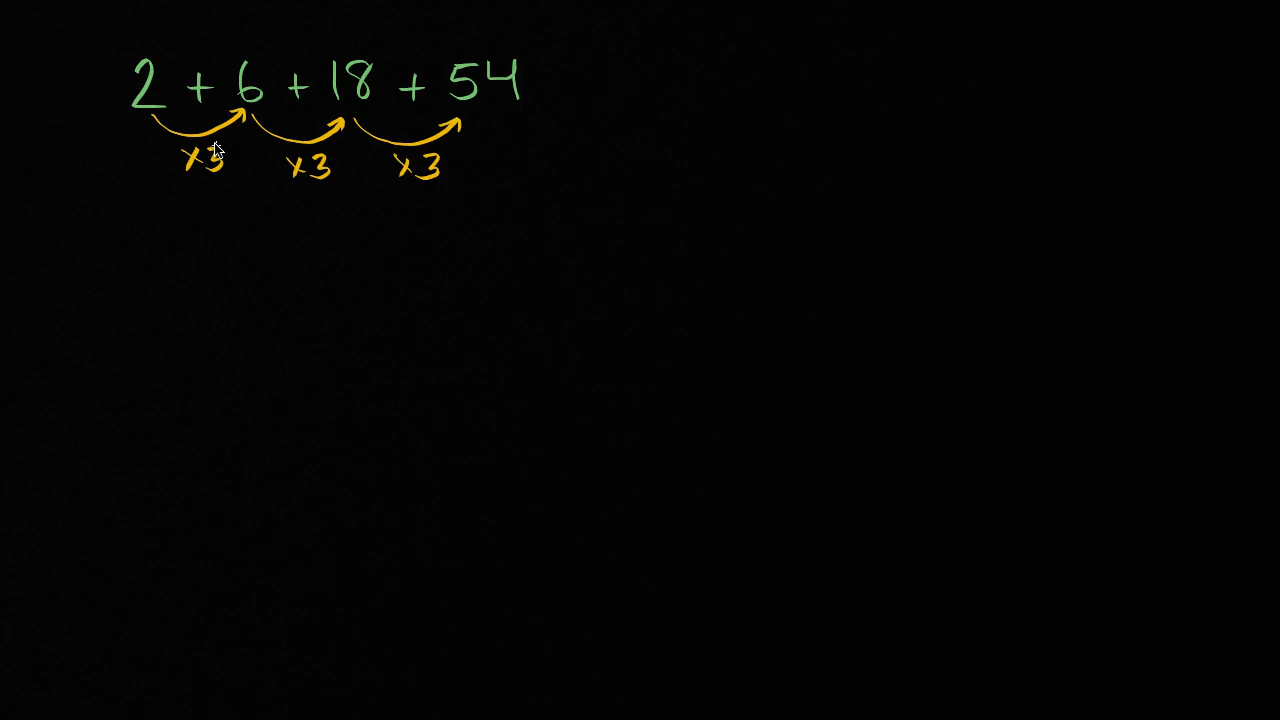 2 + 6 + 18 + 54
×3 ×3 ×3